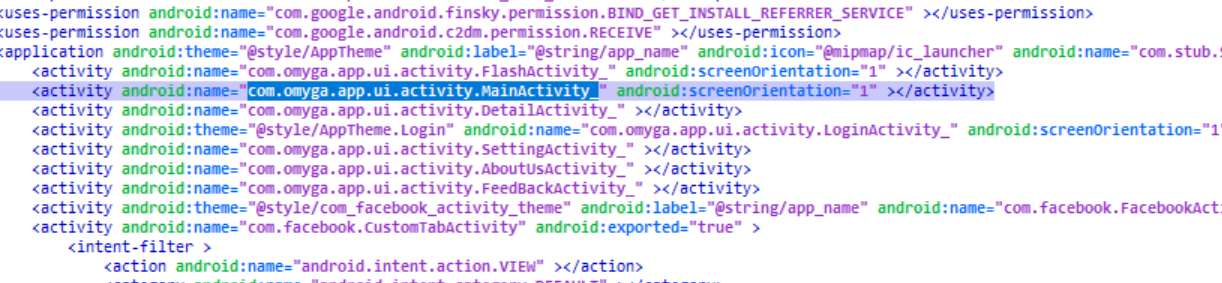 <uses-permission android:name="com.google.android.finsky.permission.BIND_GET_INSTALL_REFERRER_SERVICE" ></uses-permission>
<uses-permission android:name="com.google.android.c2dm.permission.RECEIVE" ></uses-permission>
<application android:theme="@style/AppTheme" android:label="@string/app_name" android:icon="@mipmap/ic_launcher" android:name="com.stub.
<activity android:name="com.omyga.app.ui.activity.FlashActivity_" android:screenOrientation="1" ></activity>
<activity android:name="com.omyga.app.ui.activity.MainActivity_" android:screenOrientation="1" ></activity>
<activity android:name="com.omyga.app.ui.activity.DetailActivity_" ></activity>
<activity android:theme="@style/AppTheme.Login" android:name="com.omyga.app.ui.activity.LoginActivity_" android:screenOrientation="1"
<activity android:name="com.omyga.app.ui.activity.SettingActivity_" ></activity>
<activity android:name="com.omyga.app.ui.activity.AboutUsActivity_" ></activity>
<activity android:name="com.omyga.app.ui.activity.FeedBackActivity_" ></activity>
<activity android:theme="@style/com_facebook_activity_theme" android:label="@string/app_name" android:name="com.facebook.FacebookActi
<activity android:name="com.facebook.CustomTabActivity" android:exported="true" >
<intent-filter >
<action android:name="android.intent.action.VIEW" ></action>